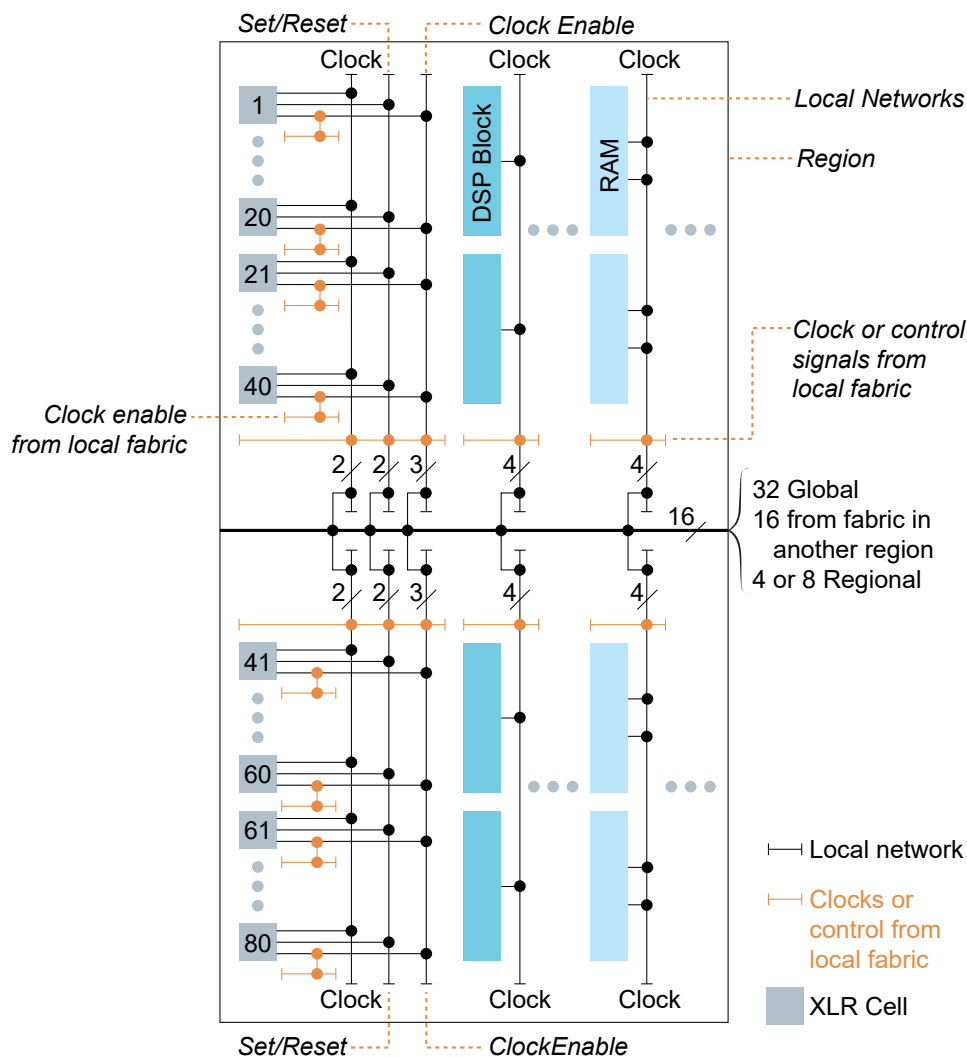 Set/Reset
Clock Enable
Clock
Clock
Clock
1
DSP Block
RAM
Local Networks
Region
20
21
40
Clock or control
signals from
local fabric
Clock enable
from local fabric
2
2
3
4
4
16
32 Global
16 from fabric in
another region
4 or 8 Regional
2
2
3
4
4
41
60
61
80
Local network
Clocks or
control from
local fabric
XLR Cell
Clock
Clock
Clock
Set/Reset
ClockEnable